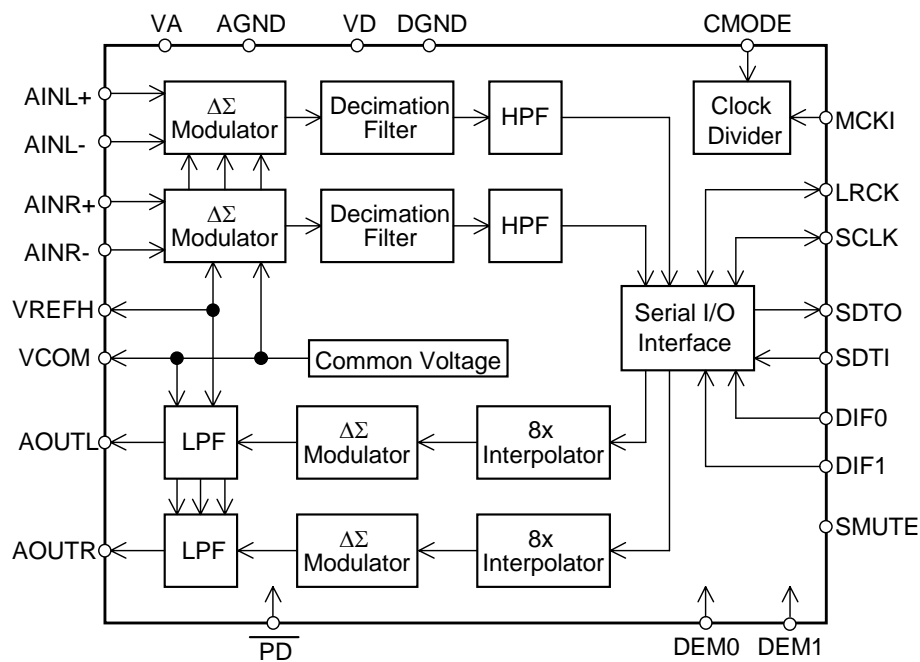 VA
AGND
VD
DGND
CMODE
AINL+
AINL-
AINR+
AINR-
VREFH
VCOM
AOUTL
AOUTR
ΔΣ
Modulator
Decimation
Filter
HPF
Clock
Divider
MCKI
ΔΣ
Modulator
Decimation
Filter
HPF
LRCK
SCLK
Serial I/O
Interface
SDTO
SDTI
Common Voltage
DIF0
DIF1
LPF
ΔΣ
Modulator
8x
Interpolator
SMUTE
LPF
ΔΣ
Modulator
8x
Interpolator
PD
DEM0
DEM1